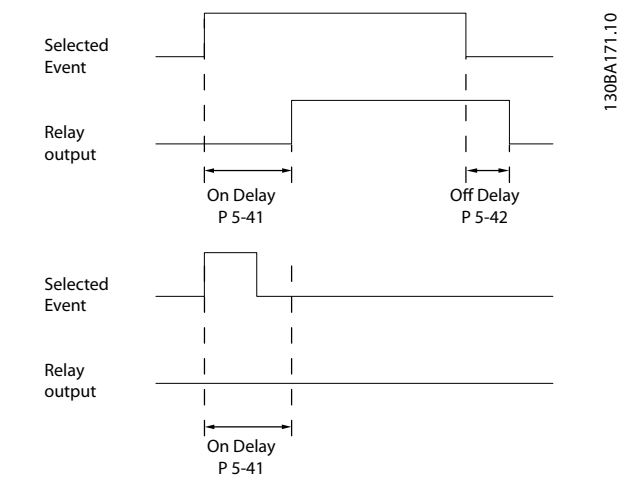 Selected
Event
130BA171.10
Relay
output
On Delay
P 5-41
Off Delay
P 5-42
Selected
Event
Relay
output
On Delay
P 5-41